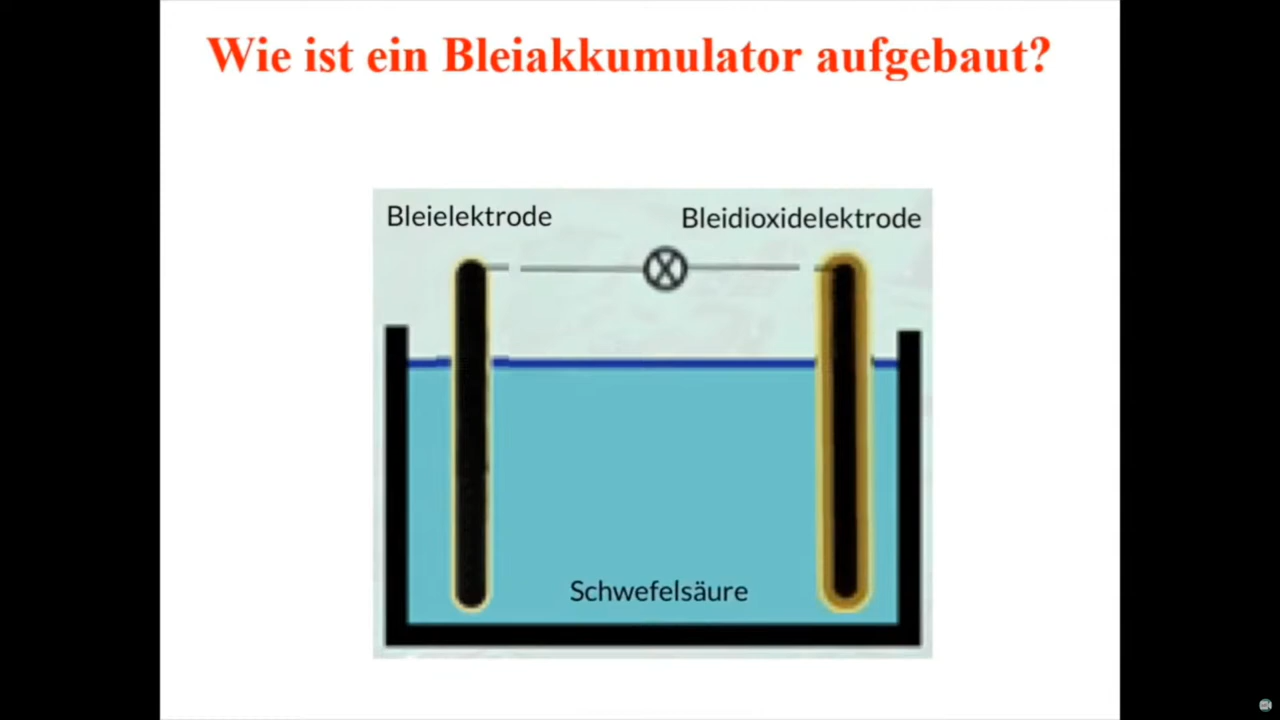 Wie ist ein Bleiakkumulator aufgebaut?
Bleielektrode
Bleidioxidelektrode
Schwefelsäure